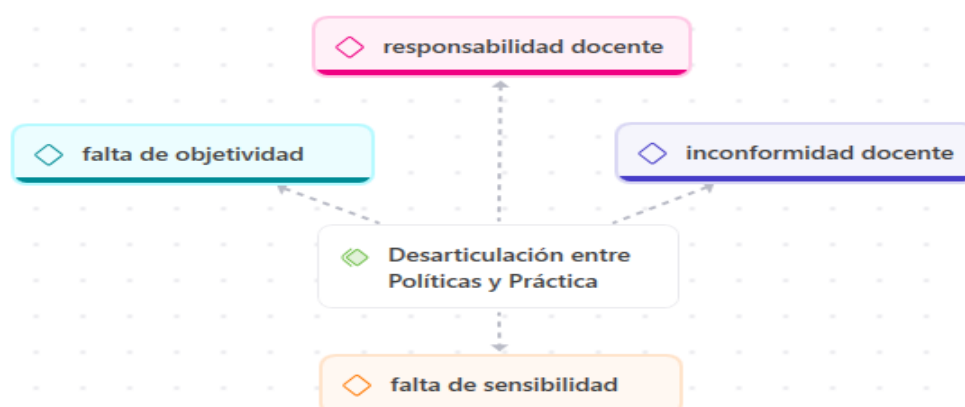 responsabilidad docente
falta de objetividad
inconformidad docente
Desarticulación entre
Políticas y Práctica
falta de sensibilidad